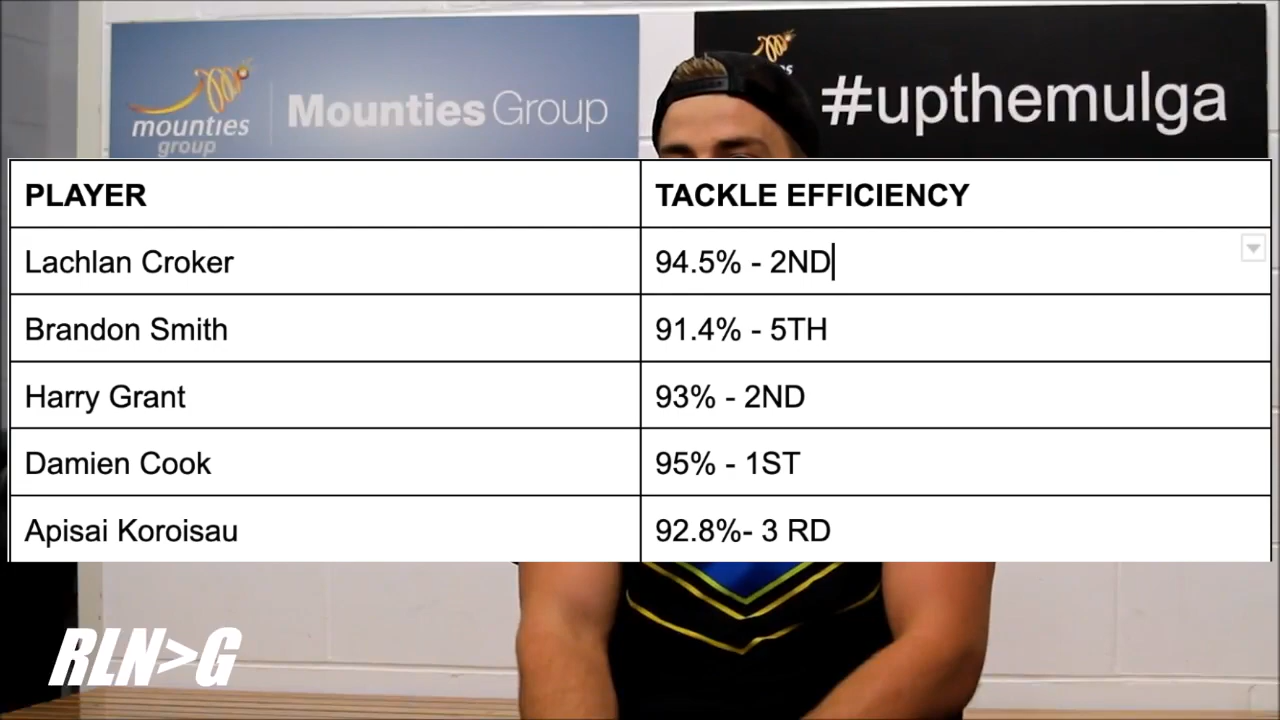 mounties
group
Mounties Group
#upthemulga
PLAYER TACKLE EFFICIENCY
Lachlan Croker 94.5% - 2ND
Brandon Smith 91.4% - 5TH
Harry Grant 93% - 2ND
Damien Cook 95% - 1ST
Apisai Koroisau 92.8%- 3 RD
RLN>G